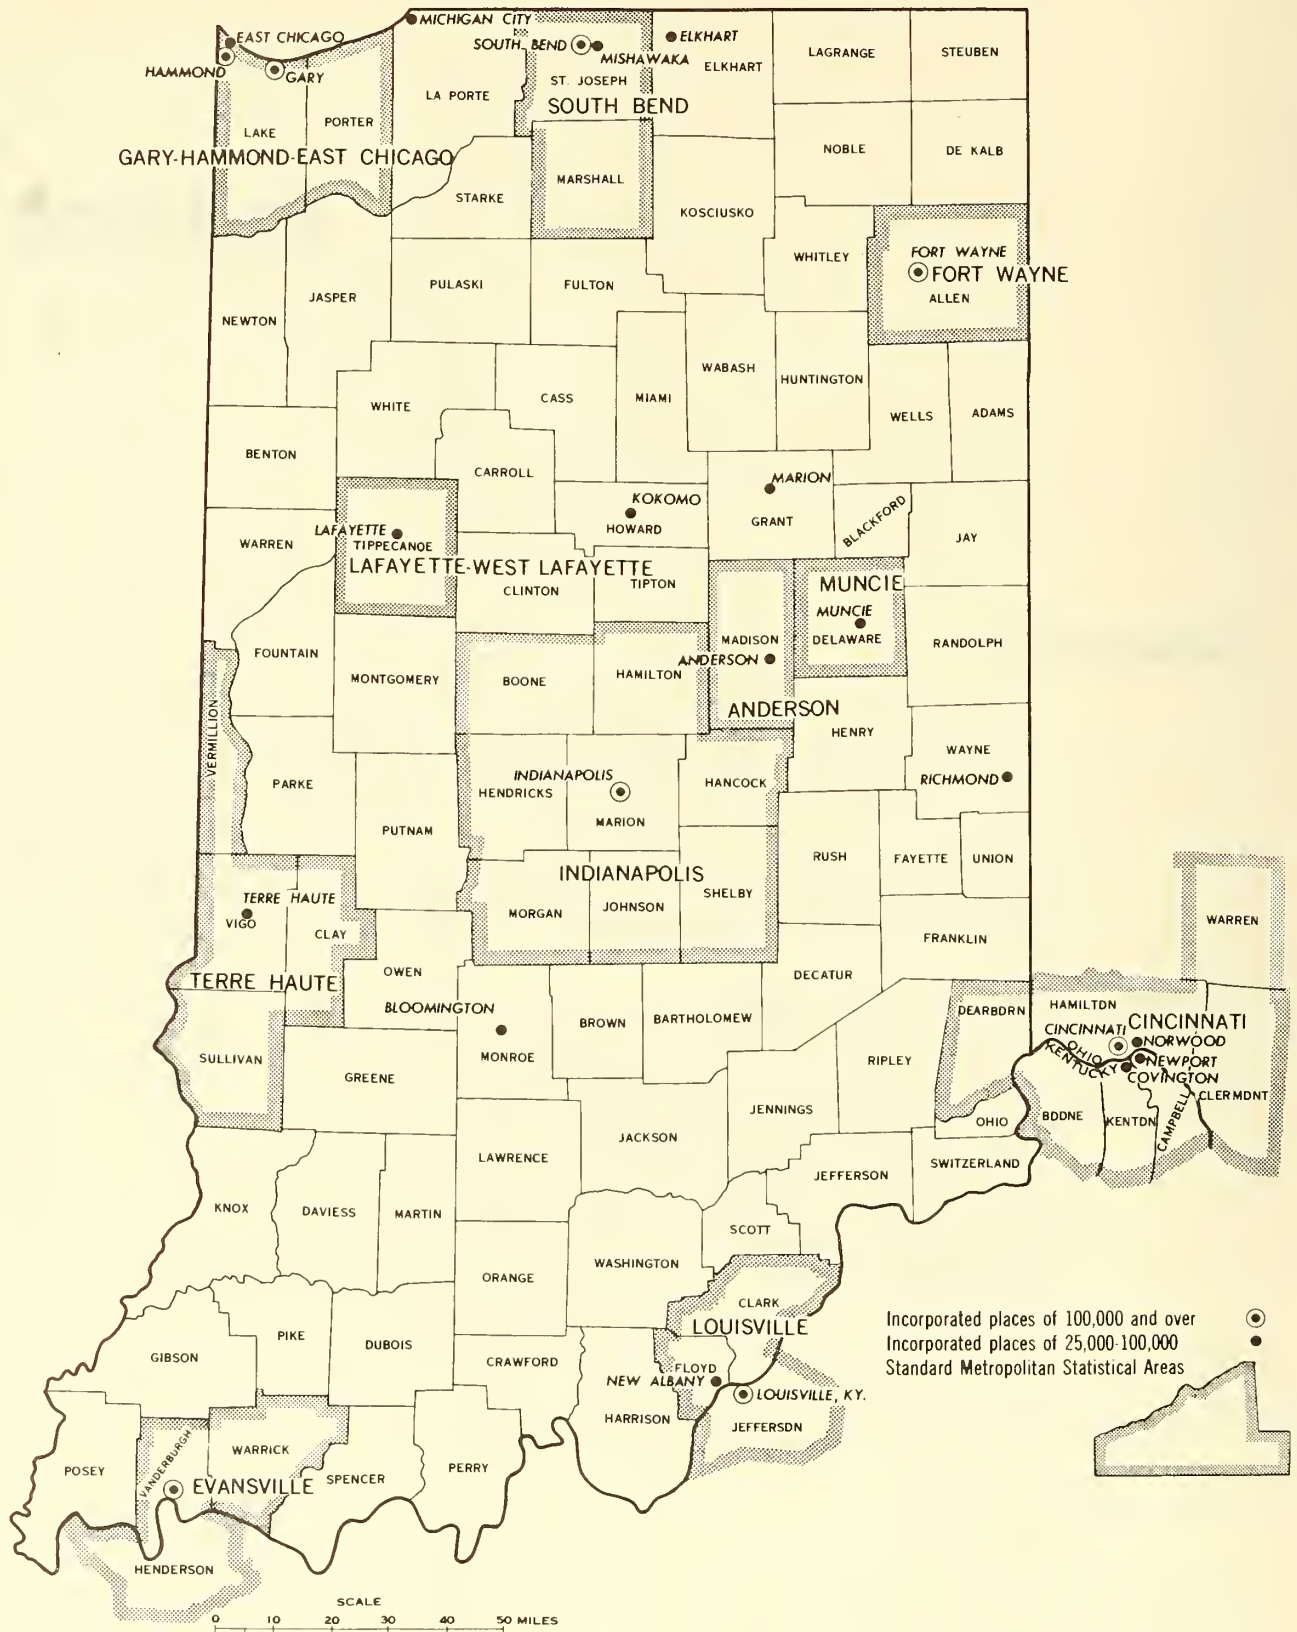 MICHIGAN CITY
EAST CHICAGO
SOUTH BEND
ELKHART
HAMMOND
GARY
MISHAWAKA
ELKHART
LAGRANGE
STEUBEN
LA PORTE
ST. JOSEPH
SOUTH BEND
LAKE
PORTER
GARY-HAMMOND-EAST CHICAGO
NOBLE
DE KALB
STARKE
MARSHALL
KOSCIUSKO
WHITLEY
FORT WAYNE
FORT WAYNE
ALLEN
NEWTON
JASPER
PULASKI
FULTON
WHITE
CASS
MIAMI
WABASH
HUNTINGTON
WELLS
ADAMS
BENTON
CARROLL
KOKOMO
HOWARD
MARION
GRANT
BLACKFORD
JAY
WARREN
LAFAYETTE
TIPPECANOE
LAFAYETTE-WEST LAFAYETTE
CLINTON
TIPTON
MUNCIE
MUNCIE
DELAWARE
MADISON
ANDERSON
ANDERSON
RANDOLPH
FOUNTAIN
MONTGOMERY
BOONE
HAMILTON
HENRY
VERMILLION
WAYNE
RICHMOND
PARKE
PUTNAM
INDIANAPOLIS
HENDRICKS
MARION
HANCOCK
INDIANAPOLIS
RUSH
FAYETTE
UNION
TERRE HAUTE
VIGO
CLAY
TERRE HAUTE
MORGAN
JOHNSON
SHELBY
FRANKLIN
WARREN
OWEN
BLOOMINGTON
MONROE
BROWN
BARTHOLOMEW
DECATUR
DEARBORN
HAMILTON
CINCINNATI
CINCINNATI
NORWOOD
OHIO
KENTUCKY
NEWPORT
COVINGTON
CLERMONT
SULLIVAN
GREENE
RIPLEY
OHIO
BOONE
KENTON
CAMPBELL
JENNINGS
JACKSON
LAWRENCE
JEFFERSON
SWITZERLAND
KNOX
DAVIESS
MARTIN
SCOTT
WASHINGTON
ORANGE
CLARK
LOUISVILLE
PIKE
DUBOIS
GIBSON
CRAWFORD
FLOYD
NEW ALBANY
LOUISVILLE, KY.
HARRISON
JEFFERSON
Incorporated places of 100,000 and over
Incorporated places of 25,000-100,000
Standard Metropolitan Statistical Areas
POSEY
VANDERBURGH
WARRICK
EVANSVILLE
SPENCER
PERRY
HENDERSON
SCALE
0 10 20 30 40 50 MILES